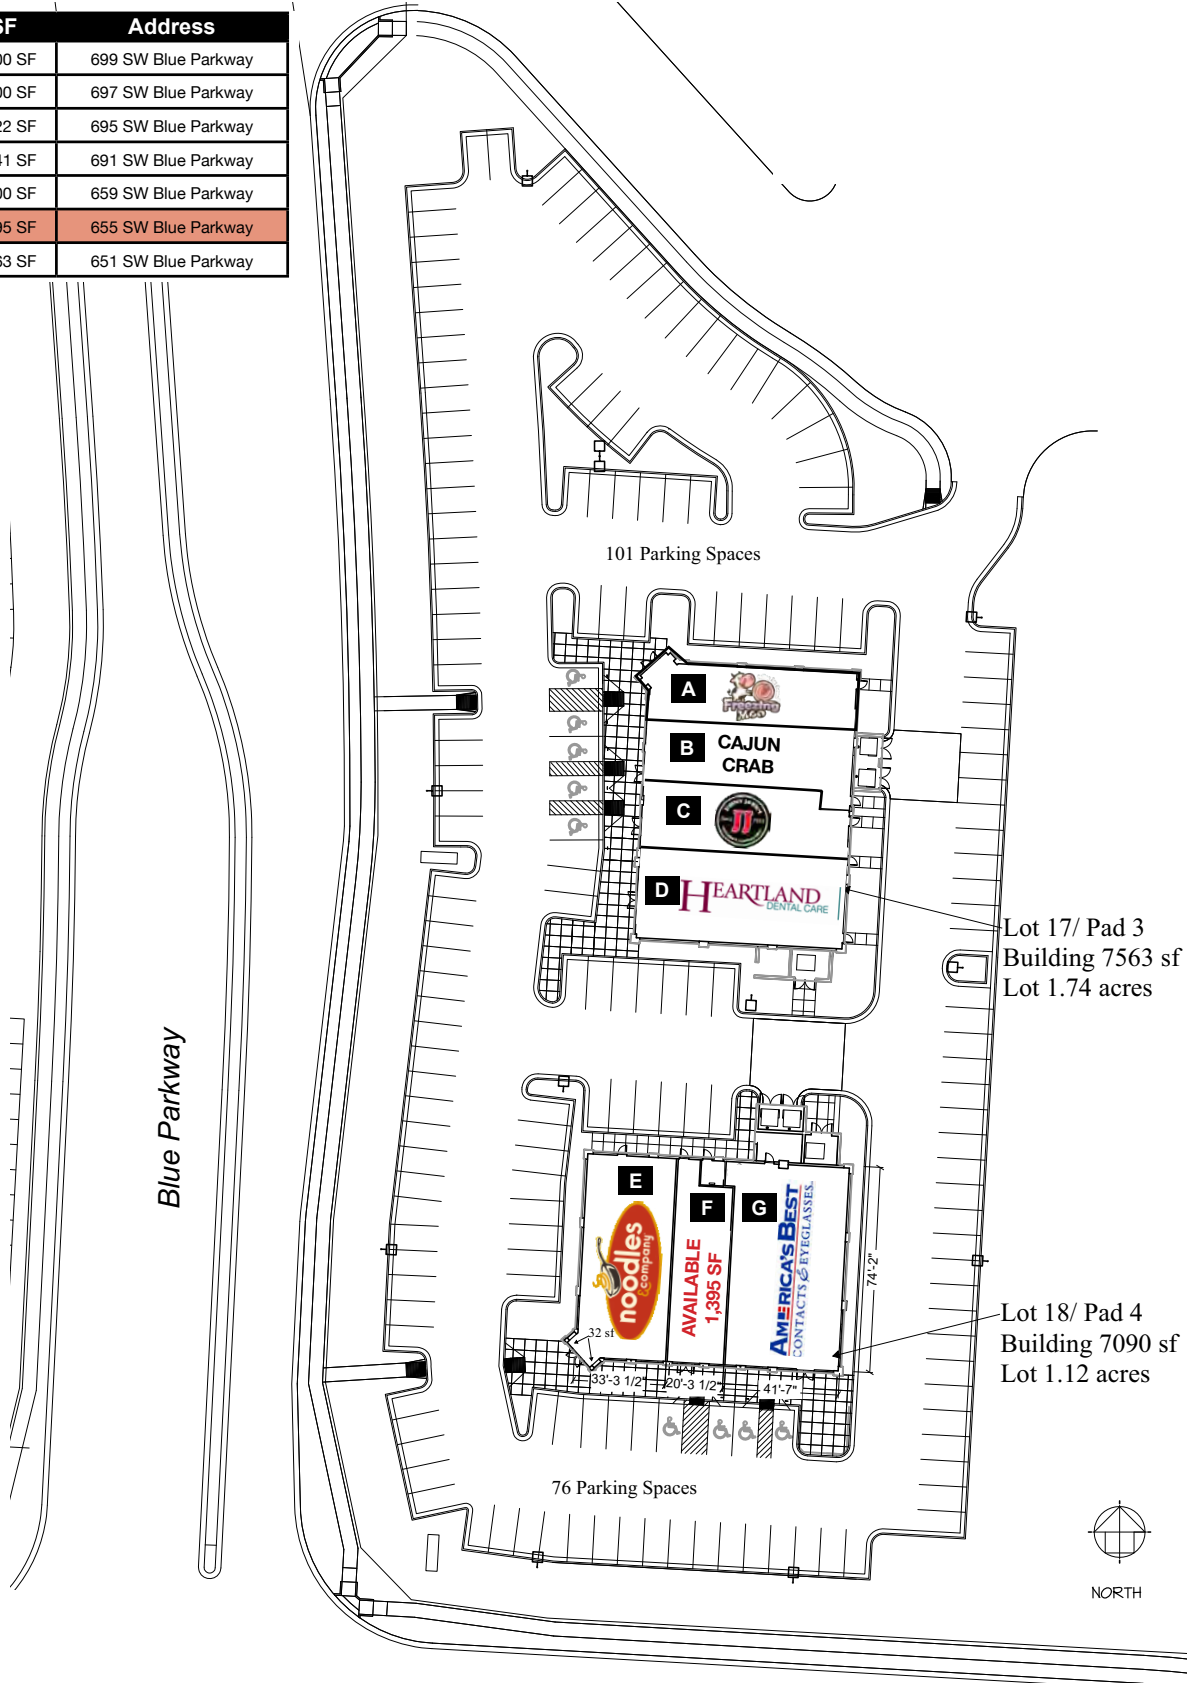 SF Address
00 SF 699 SW Blue Parkway
00 SF 697 SW Blue Parkway
22 SF 695 SW Blue Parkway
41 SF 691 SW Blue Parkway
00 SF 659 SW Blue Parkway
95 SF 655 SW Blue Parkway
63 SF 651 SW Blue Parkway
101 Parking Spaces
A
Freezing
Moo
B
CAJUN
CRAB
C
JJ
D
HEARTLAND
DENTAL CARE
Lot 17/ Pad 3
Building 7563 sf
Lot 1.74 acres
Blue Parkway
E
noodles
&company
F
AVAILABLE
1,395 SF
G
AMERICA'S BEST
CONTACTS & EYEGLASSES.
74'-2"
32 sf
33'-3 1/2"
20'-3 1/2"
41'-7"
Lot 18/ Pad 4
Building 7090 sf
Lot 1.12 acres
76 Parking Spaces
NORTH